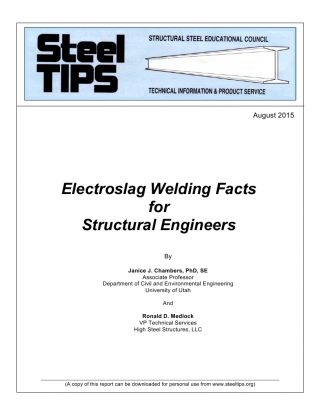 Steel
TIPS
STRUCTURAL STEEL EDUCATIONAL COUNCIL
TECHNICAL INFORMATION & PRODUCT SERVICE
August 2015
Electroslag Welding Facts
for
Structural Engineers
By
Janice J. Chambers, PhD, SE
Associate Professor
Department of Civil and Environmental Engineering
University of Utah
And
Ronald D. Medlock
VP Technical Services
High Steel Structures, LLC
(A copy of this report can be downloaded for personal use from www.steeltips.org)